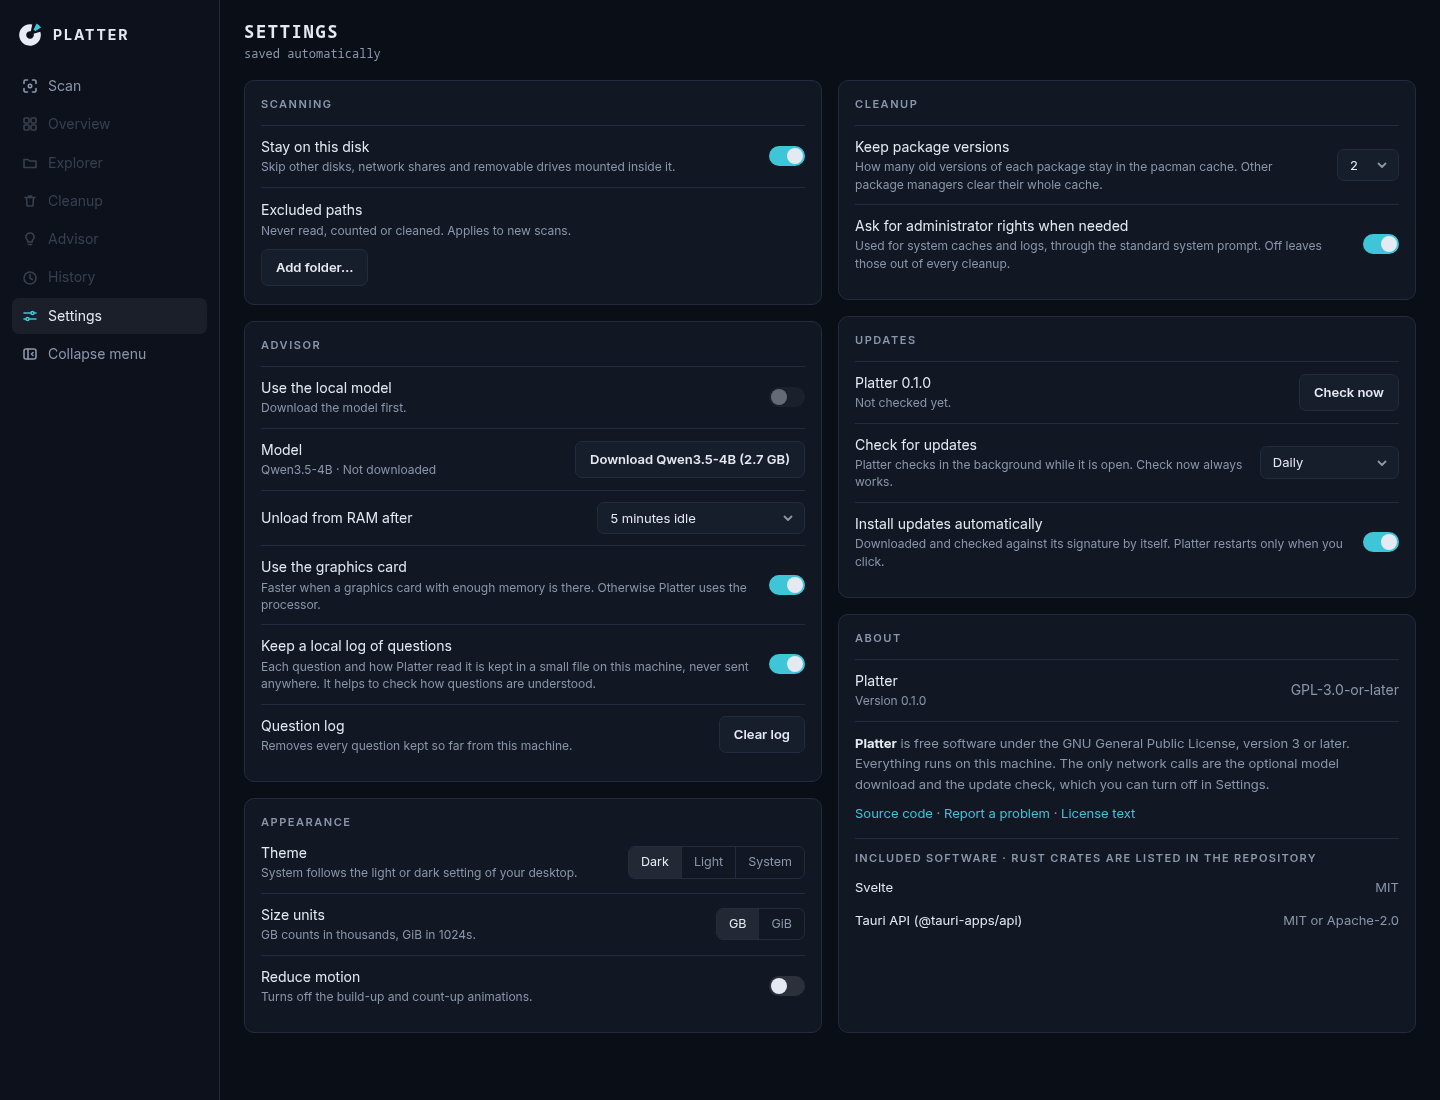 PLATTER
Scan
Overview
Explorer
Cleanup
Advisor
History
Settings
Collapse menu
SETTINGS
saved automatically
SCANNING
Stay on this disk
Skip other disks, network shares and removable drives mounted inside it.
Excluded paths
Never read, counted or cleaned. Applies to new scans.
Add folder...
ADVISOR
Use the local model
Download the model first.
Model
Qwen3.5-4B · Not downloaded
Download Qwen3.5-4B (2.7 GB)
Unload from RAM after
5 minutes idle
Use the graphics card
Faster when a graphics card with enough memory is there. Otherwise Platter uses the
processor.
Keep a local log of questions
Each question and how Platter read it is kept in a small file on this machine, never sent
anywhere. It helps to check how questions are understood.
Question log
Removes every question kept so far from this machine.
Clear log
APPEARANCE
Theme
System follows the light or dark setting of your desktop.
Dark Light System
Size units
GB counts in thousands, GiB in 1024s.
GB GiB
Reduce motion
Turns off the build-up and count-up animations.
CLEANUP
Keep package versions
How many old versions of each package stay in the pacman cache. Other
package managers clear their whole cache.
2
Ask for administrator rights when needed
Used for system caches and logs, through the standard system prompt. Off leaves
those out of every cleanup.
UPDATES
Platter 0.1.0
Not checked yet.
Check now
Check for updates
Platter checks in the background while it is open. Check now always
works.
Daily
Install updates automatically
Downloaded and checked against its signature by itself. Platter restarts only when you
click.
ABOUT
Platter
Version 0.1.0
GPL-3.0-or-later
Platter is free software under the GNU General Public License, version 3 or later.
Everything runs on this machine. The only network calls are the optional model
download and the update check, which you can turn off in Settings.
Source code · Report a problem · License text
INCLUDED SOFTWARE · RUST CRATES ARE LISTED IN THE REPOSITORY
Svelte MIT
Tauri API (@tauri-apps/api) MIT or Apache-2.0